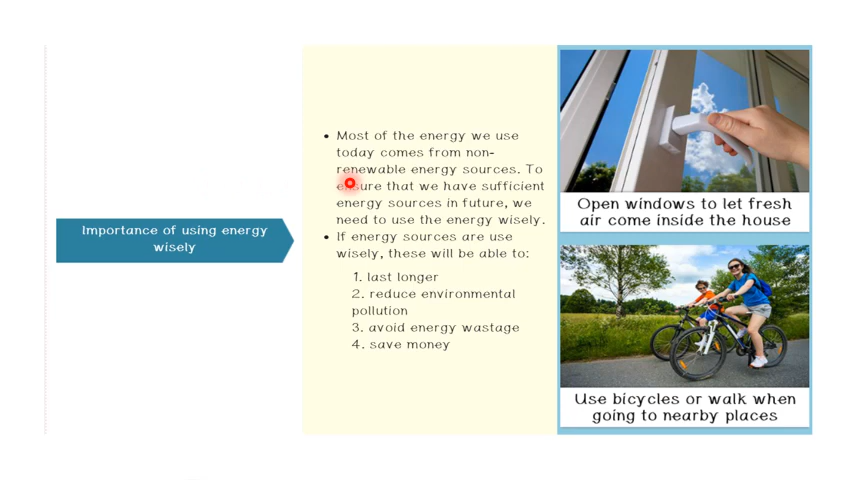 Importance of using energy
wisely
• Most of the energy we use
today comes from non-
renewable energy sources. To
ensure that we have sufficient
energy sources in future, we
need to use the energy wisely.
• If energy sources are use
wisely, these will be able to:
1. last longer
2. reduce environmental
pollution
3. avoid energy wastage
4. save money
Open windows to let fresh
air come inside the house
Use bicycles or walk when
going to nearby places